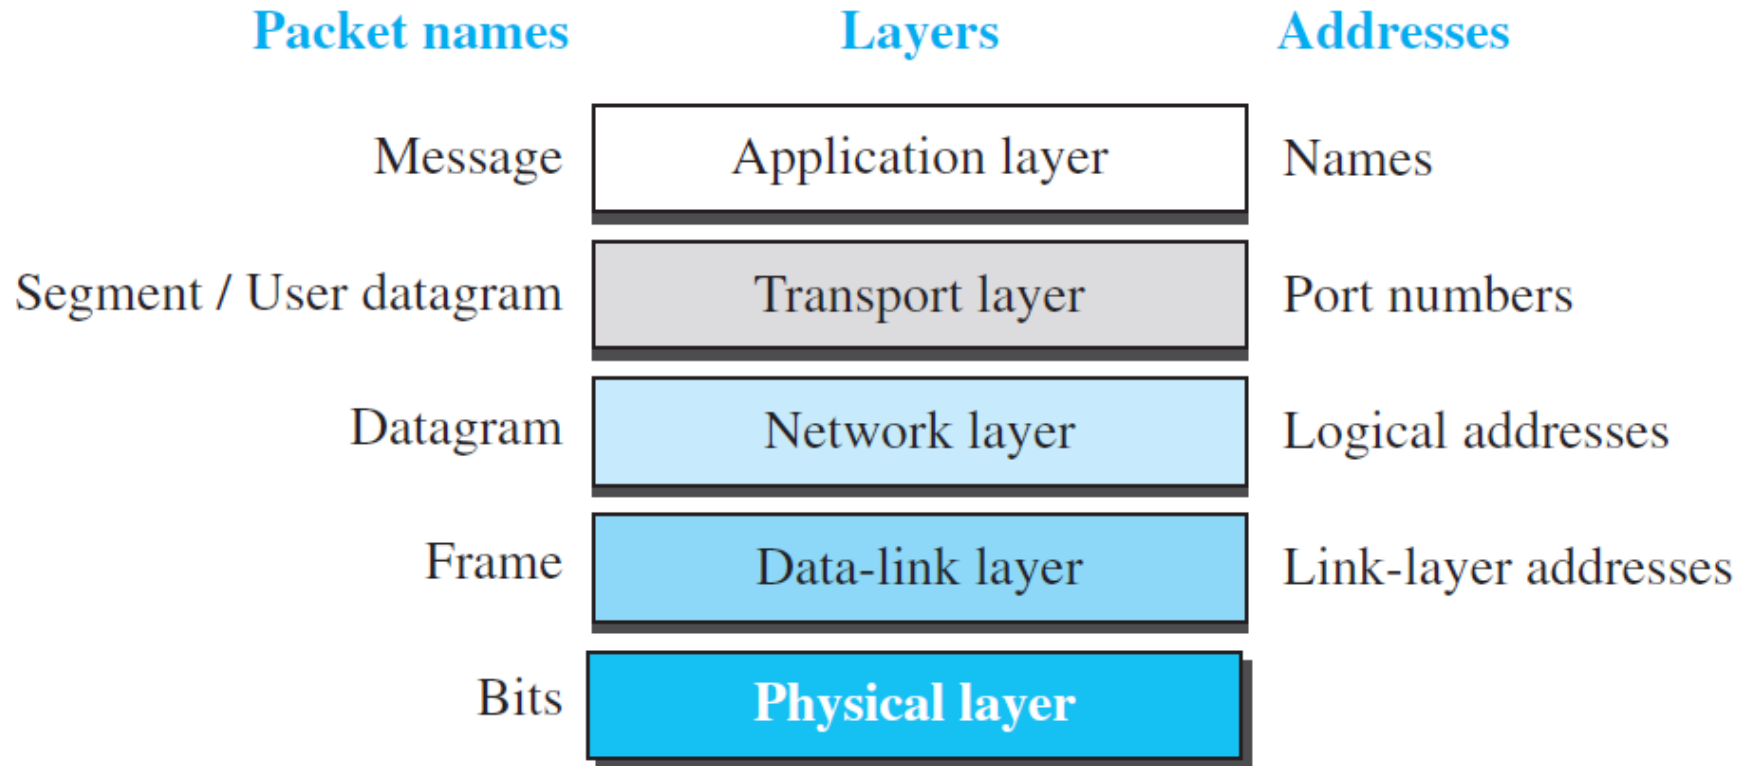 Packet names Layers Addresses
Message Application layer Names
Segment / User datagram Transport layer Port numbers
Datagram Network layer Logical addresses
Frame Data-link layer Link-layer addresses
Bits Physical layer